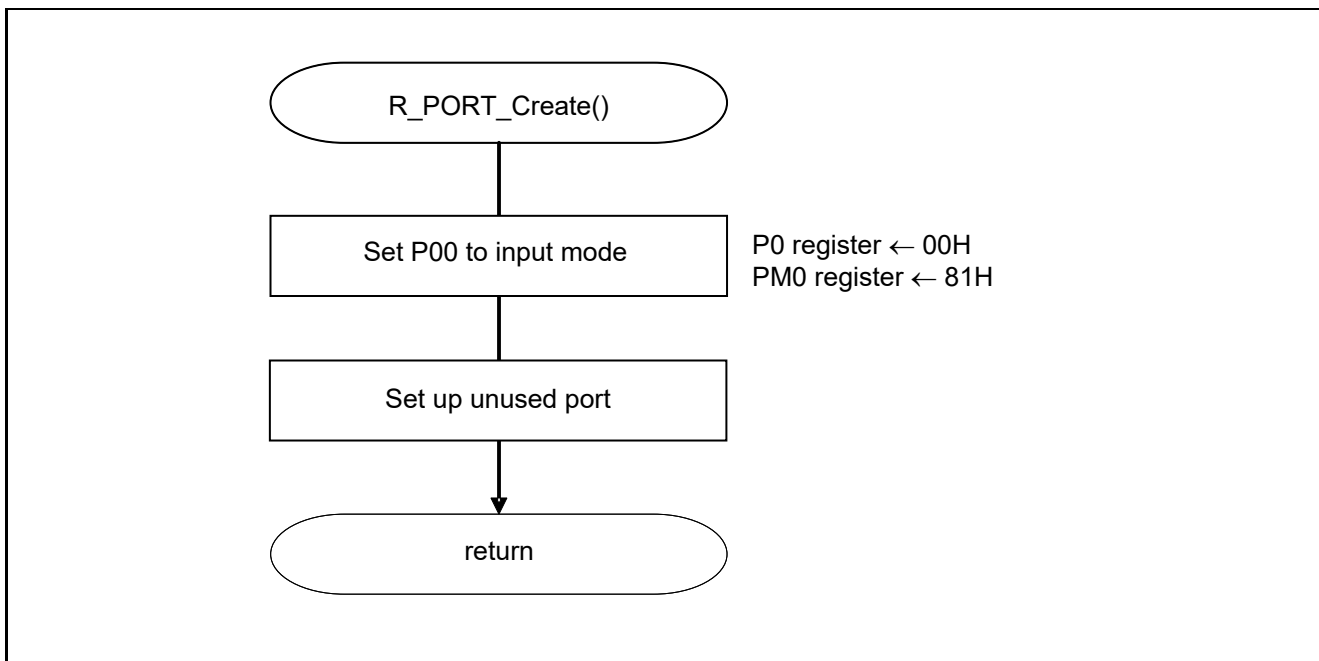 R_PORT_Create()
Set P00 to input mode
P0 register ← 00H
PM0 register ← 81H
Set up unused port
return